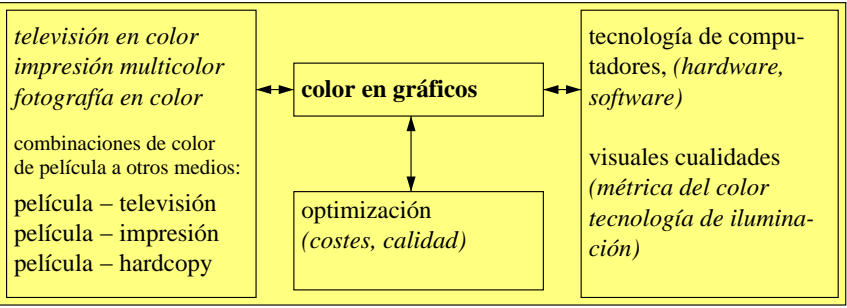 televisión en color
impresión multicolor
fotografía en color
combinaciones de color
de película a otros medios:
película – televisión
película – impresión
película – hardcopy
color en gráficos
optimización
(costes, calidad)
tecnología de compu-
tadores, (hardware,
software)
visuales cualidades
(métrica del color
tecnología de ilumina-
ción)